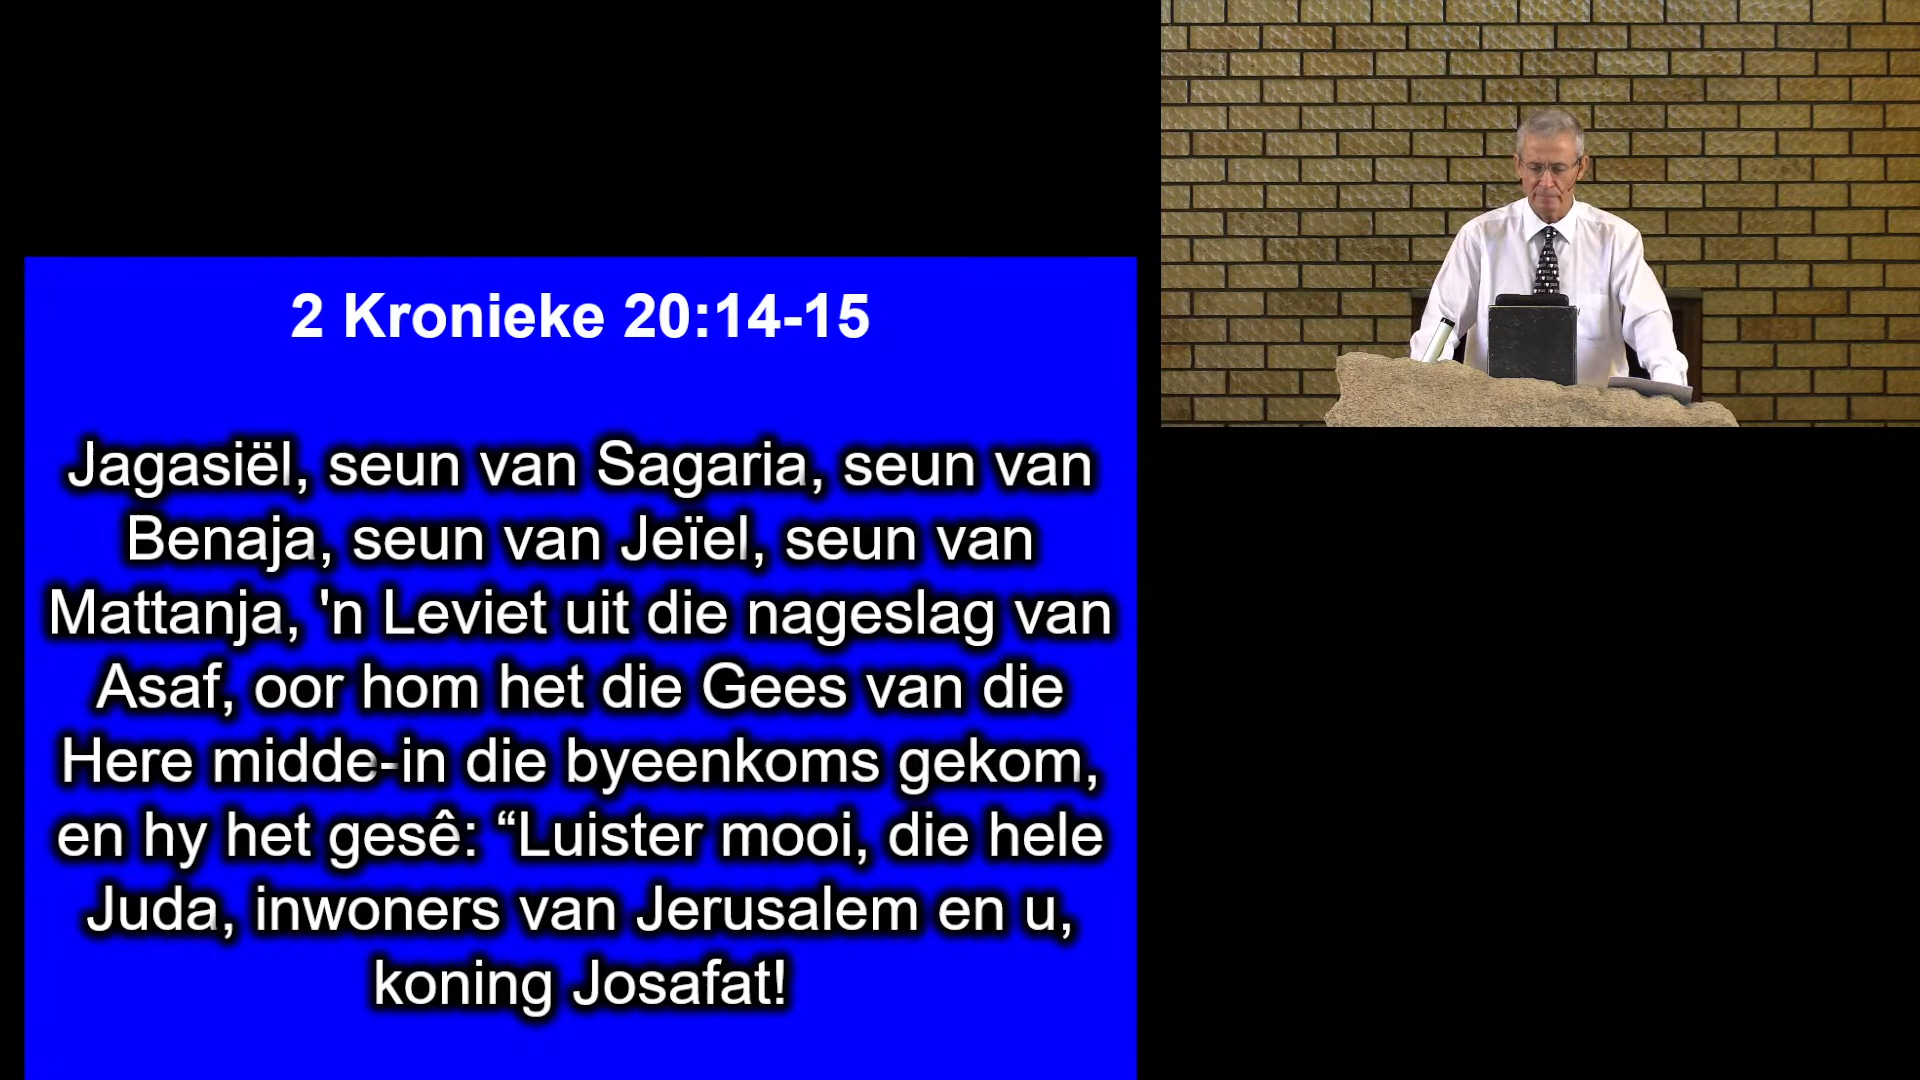 2 Kronieke 20:14-15
Jagasiël, seun van Sagaria, seun van
Benaja, seun van Jeïel, seun van
Mattanja, 'n Leviet uit die nageslag van
Asaf, oor hom het die Gees van die
Here midde-in die byeenkoms gekom,
en hy het gesê: “Luister mooi, die hele
Juda, inwoners van Jerusalem en u,
koning Josafat!